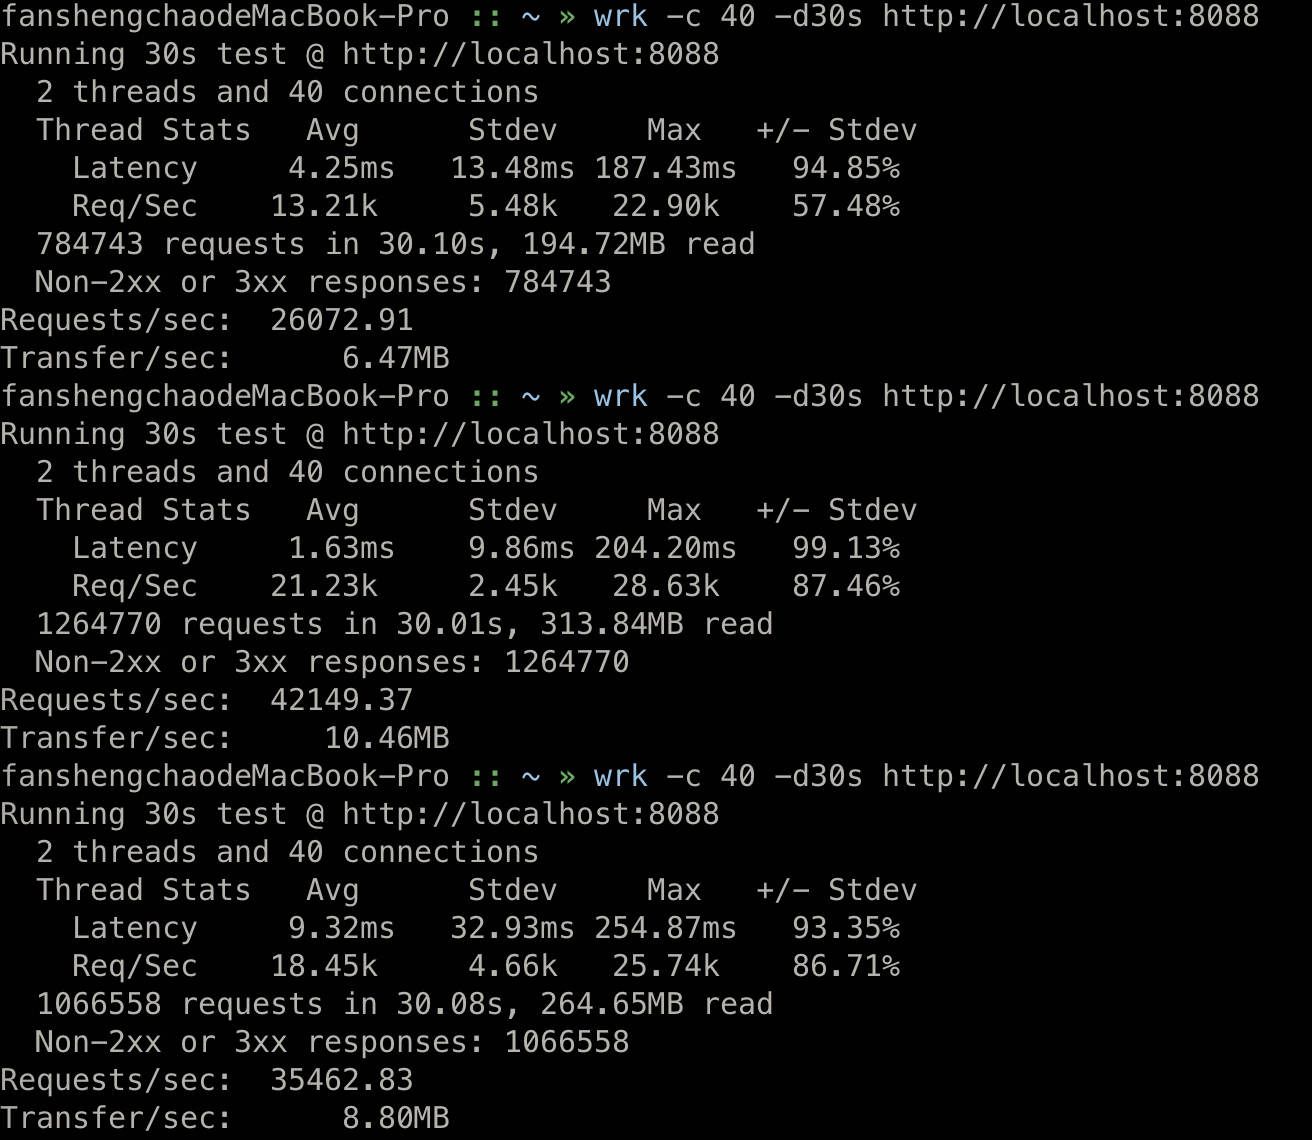 fanshengchaodeMacBook-Pro :: ~ » wrk -c 40 -d30s http://localhost:8088
Running 30s test @ http://localhost:8088
  2 threads and 40 connections
  Thread Stats   Avg      Stdev     Max   +/- Stdev
    Latency     4.25ms   13.48ms 187.43ms   94.85%
    Req/Sec    13.21k     5.48k   22.90k    57.48%
  784743 requests in 30.10s, 194.72MB read
  Non-2xx or 3xx responses: 784743
Requests/sec:  26072.91
Transfer/sec:      6.47MB
fanshengchaodeMacBook-Pro :: ~ » wrk -c 40 -d30s http://localhost:8088
Running 30s test @ http://localhost:8088
  2 threads and 40 connections
  Thread Stats   Avg      Stdev     Max   +/- Stdev
    Latency     1.63ms    9.86ms 204.20ms   99.13%
    Req/Sec    21.23k     2.45k   28.63k    87.46%
  1264770 requests in 30.01s, 313.84MB read
  Non-2xx or 3xx responses: 1264770
Requests/sec:  42149.37
Transfer/sec:     10.46MB
fanshengchaodeMacBook-Pro :: ~ » wrk -c 40 -d30s http://localhost:8088
Running 30s test @ http://localhost:8088
  2 threads and 40 connections
  Thread Stats   Avg      Stdev     Max   +/- Stdev
    Latency     9.32ms   32.93ms 254.87ms   93.35%
    Req/Sec    18.45k     4.66k   25.74k    86.71%
  1066558 requests in 30.08s, 264.65MB read
  Non-2xx or 3xx responses: 1066558
Requests/sec:  35462.83
Transfer/sec:      8.80MB